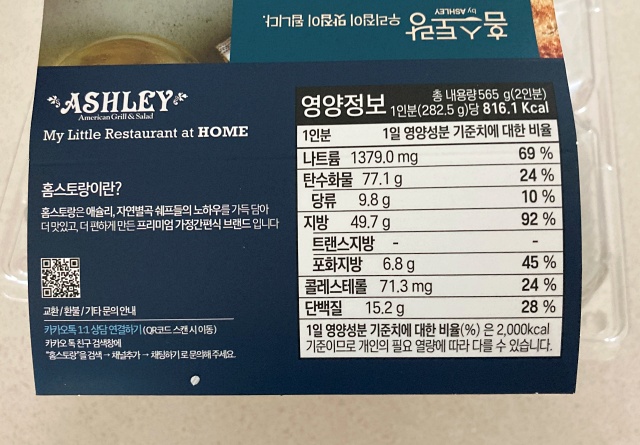 홈스토랑
by ASHLEY
우리집이 맛집이 됩니다.
ASHLEY
American Grill & Salad
My Little Restaurant at HOME
홈스토랑이란?
홈스토랑은 애슐리, 자연별곡 쉐프들의 노하우를 가득 담아
더 맛있고, 더 편하게 만든 프리미엄 가정간편식 브랜드 입니다
교환 / 환불 / 기타 문의 안내
카카오톡 1:1 상담 연결하기 (QR코드 스캔 시 이동)
카카오 톡 친구 검색창에
"홈스토랑"을 검색 → 채널추가 → 채팅하기 로 문의해 주세요.
영양정보 총 내용량 565 g(2인분)
1인분(282.5 g)당 816.1 Kcal
1인분 1일 영양성분 기준치에 대한 비율
나트륨 1379.0 mg 69 %
탄수화물 77.1 g 24 %
당류 9.8 g 10 %
지방 49.7 g 92 %
트랜스지방 - -
포화지방 6.8 g 45 %
콜레스테롤 71.3 mg 24 %
단백질 15.2 g 28 %
1일 영양성분 기준치에 대한 비율(%) 은 2,000kcal
기준이므로 개인의 필요 열량에 따라 다를 수 있습니다.